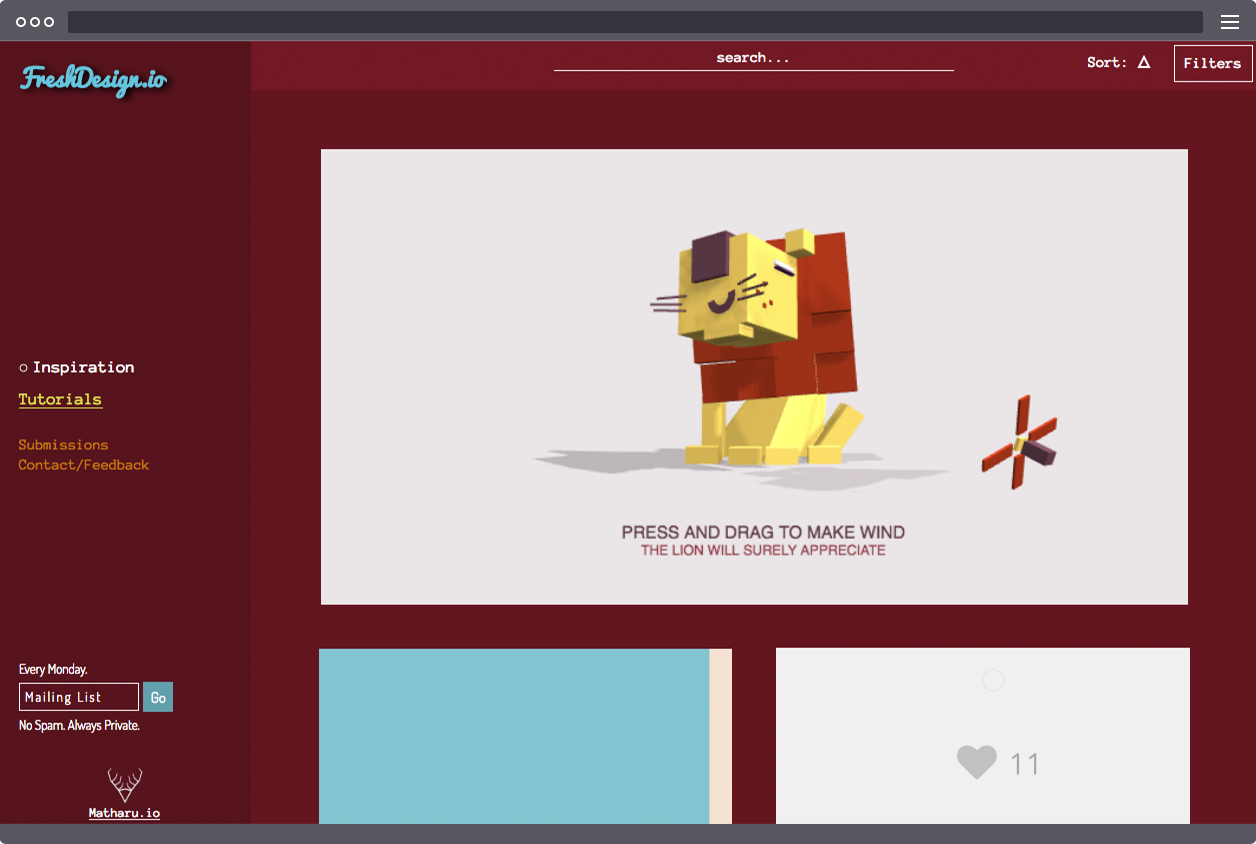 FreshDesign.io
search...
Sort: Δ
Filters
Inspiration
Tutorials
Submissions
Contact/Feedback
Every Monday.
Mailing List
Go
No Spam. Always Private.
Matharu.io
PRESS AND DRAG TO MAKE WIND
THE LION WILL SURELY APPRECIATE
11